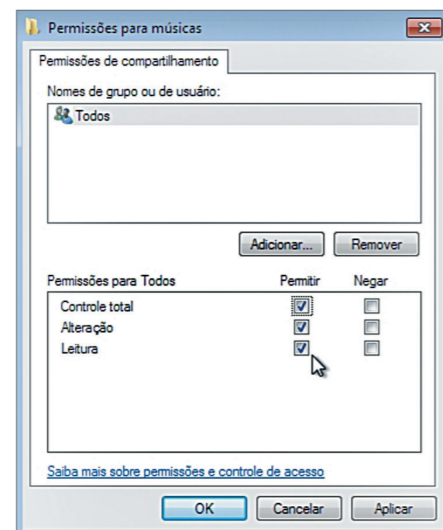 Permissões para músicas
Permissões de compartilhamento
Nomes de grupo ou de usuário:
Todos
Adicionar... Remover
Permissões para Todos Permitir Negar
Controle total
Alteração
Leitura
Saiba mais sobre permissões e controle de acesso
OK Cancelar Aplicar